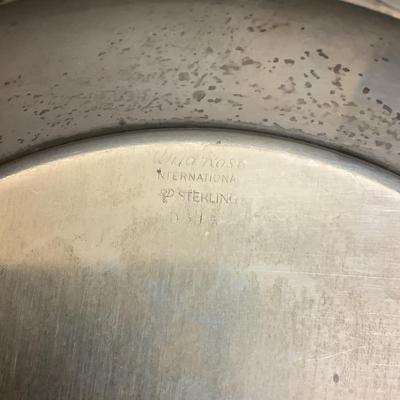 Wild Rose
INTERNATIONAL
STERLING